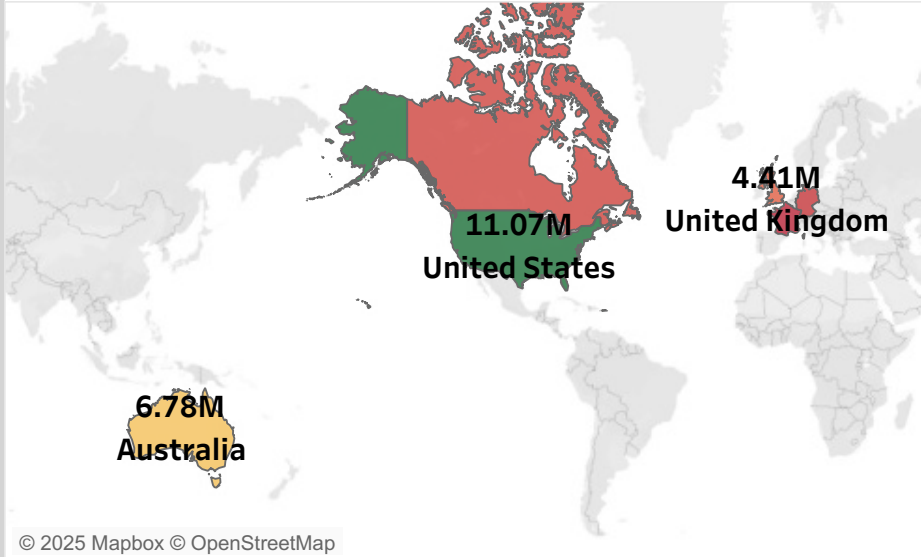 4.41M
United Kingdom
11.07M
United States
6.78M
Australia
© 2025 Mapbox © OpenStreetMap